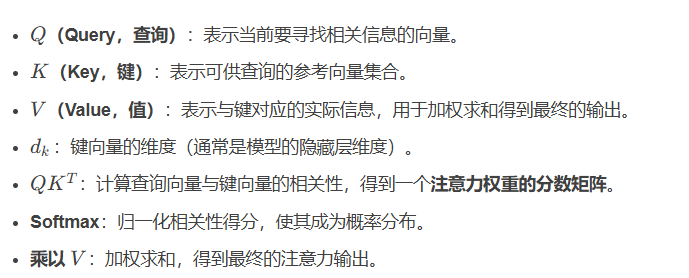 • Q（Query，查询）：表示当前要寻找相关信息的向量。
• K（Key，键）：表示可供查询的参考向量集合。
• V（Value，值）：表示与键对应的实际信息，用于加权求和得到最终的输出。
• dₖ：键向量的维度（通常是模型的隐藏层维度）。
• QKᵀ：计算查询向量与键向量的相关性，得到一个注意力权重的分数矩阵。
• Softmax：归一化相关性得分，使其成为概率分布。
• 乘以 V：加权求和，得到最终的注意力输出。